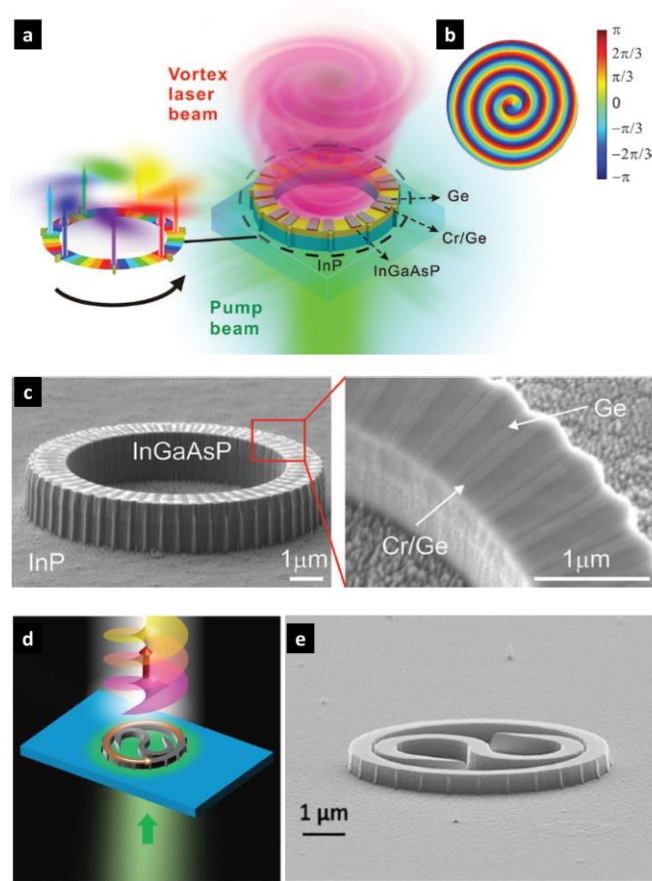 a
Vortex
laser
beam
Ge
Cr/Ge
InGaAsP
InP
Pump
beam
b
π
2π/3
π/3
0
−π/3
−2π/3
−π
c
InGaAsP
InP
1μm
Ge
Cr/Ge
1μm
d
e
1 μm